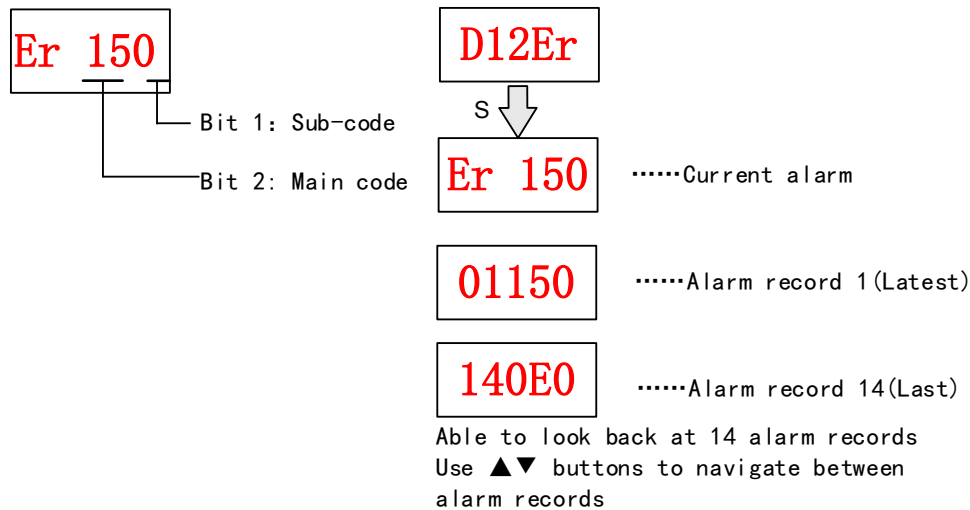 Er 150
Bit 1: Sub-code
Bit 2: Main code
D12Er
S
Er 150 ……Current alarm
01150 ……Alarm record 1(Latest)
140E0 ……Alarm record 14(Last)
Able to look back at 14 alarm records
Use ▲▼ buttons to navigate between
alarm records